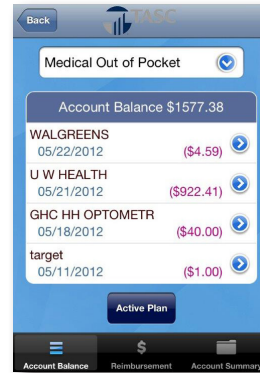 Back
TASC
Medical Out of Pocket
Account Balance $1577.38
WALGREENS
05/22/2012 ($4.59)
U W HEALTH
05/21/2012 ($922.41)
GHC HH OPTOMETR
05/18/2012 ($40.00)
target
05/11/2012 ($1.00)
Active Plan
$
Account Balance Reimbursement Account Summary